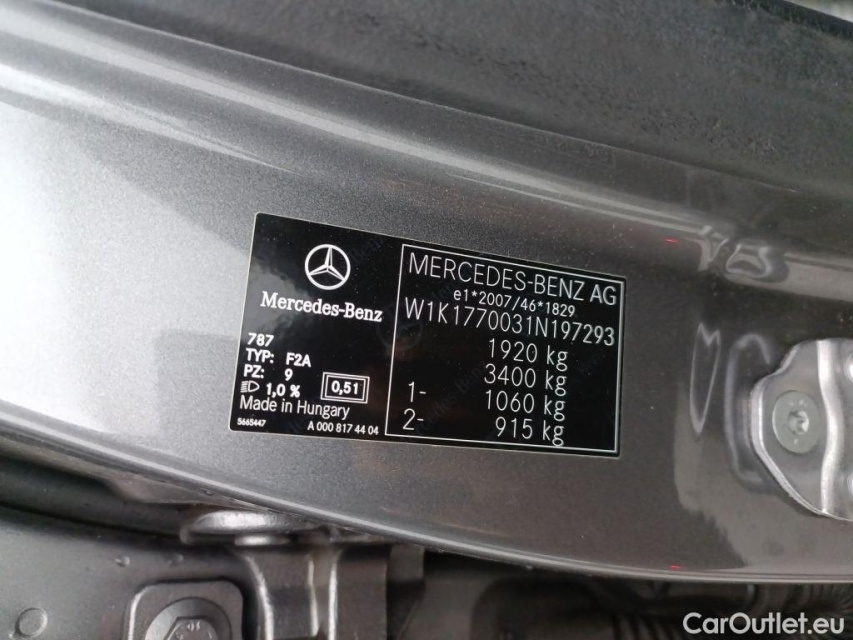 Mercedes-Benz
787
TYP: F2A
PZ: 9
1,0 % 0,51
Made in Hungary
5665447 A 000 817 44 04
MERCEDES-BENZ AG
e1*2007/46*1829
W1K1770031N197293
1920 kg
3400 kg
1- 1060 kg
2- 915 kg
CarOutlet.eu